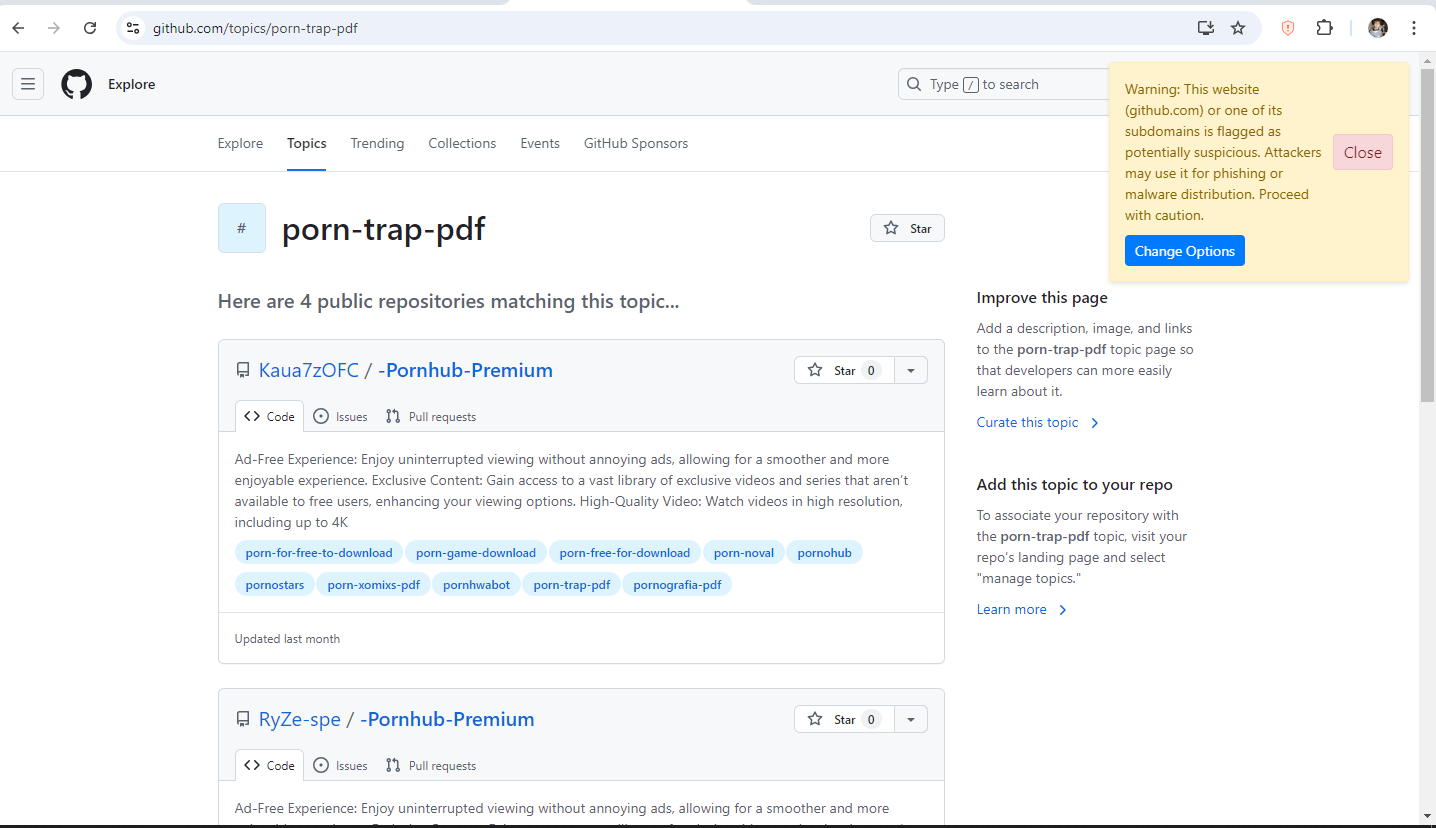 github.com/topics/porn-trap-pdf
Explore
Type / to search
Warning: This website
(github.com) or one of its
subdomains is flagged as
potentially suspicious. Attackers
may use it for phishing or
malware distribution. Proceed
with caution.
Close
Change Options
Explore Topics Trending Collections Events GitHub Sponsors
# porn-trap-pdf
Star
Here are 4 public repositories matching this topic...
Kaua7zOFC / -Pornhub-Premium
Star 0
Code Issues Pull requests
Ad-Free Experience: Enjoy uninterrupted viewing without annoying ads, allowing for a smoother and more
enjoyable experience. Exclusive Content: Gain access to a vast library of exclusive videos and series that aren't
available to free users, enhancing your viewing options. High-Quality Video: Watch videos in high resolution,
including up to 4K
porn-for-free-to-download porn-game-download porn-free-for-download porn-noval pornohub
pornostars porn-xomixs-pdf pornhwabot porn-trap-pdf pornografia-pdf
Updated last month
RyZe-spe / -Pornhub-Premium
Star 0
Code Issues Pull requests
Ad-Free Experience: Enjoy uninterrupted viewing without annoying ads, allowing for a smoother and more
Improve this page
Add a description, image, and links
to the porn-trap-pdf topic page so
that developers can more easily
learn about it.
Curate this topic
Add this topic to your repo
To associate your repository with
the porn-trap-pdf topic, visit your
repo's landing page and select
"manage topics."
Learn more